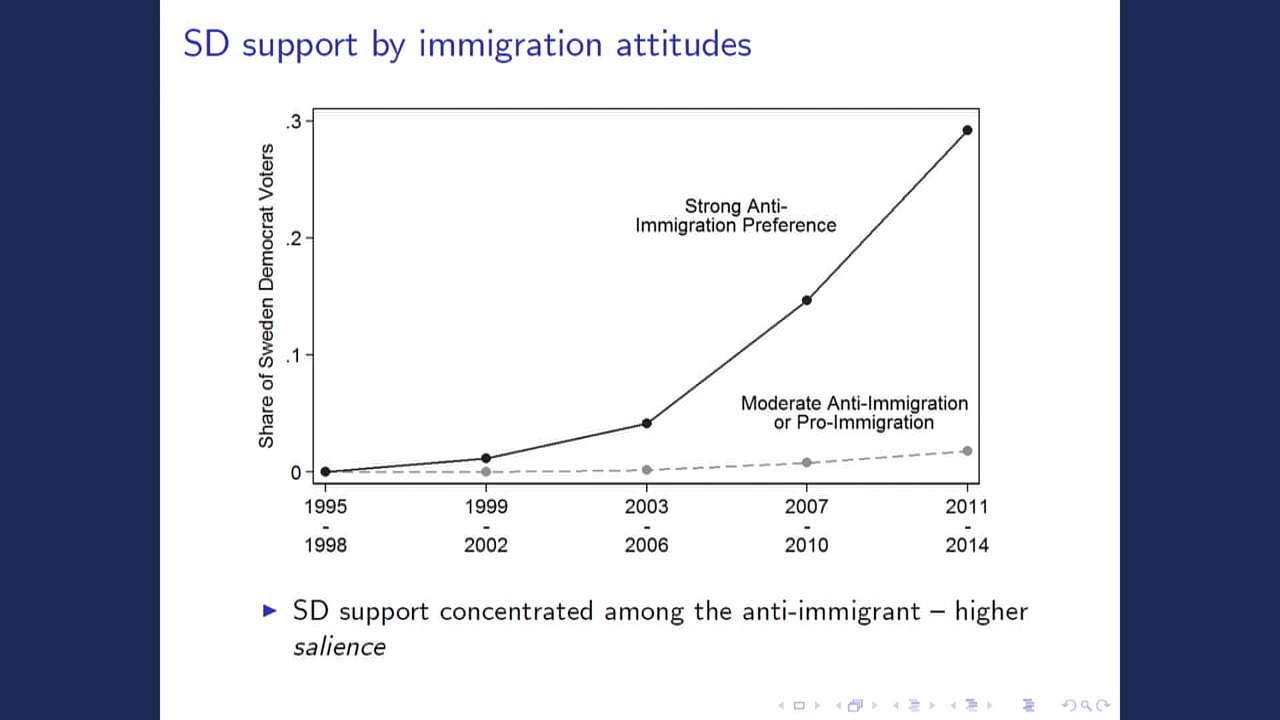 SD support by immigration attitudes
Share of Sweden Democrat Voters
.3
.2
.1
0
Strong Anti-
Immigration Preference
Moderate Anti-Immigration
or Pro-Immigration
1995 1999 2003 2007 2011
- - - - -
1998 2002 2006 2010 2014
SD support concentrated among the anti-immigrant – higher
salience